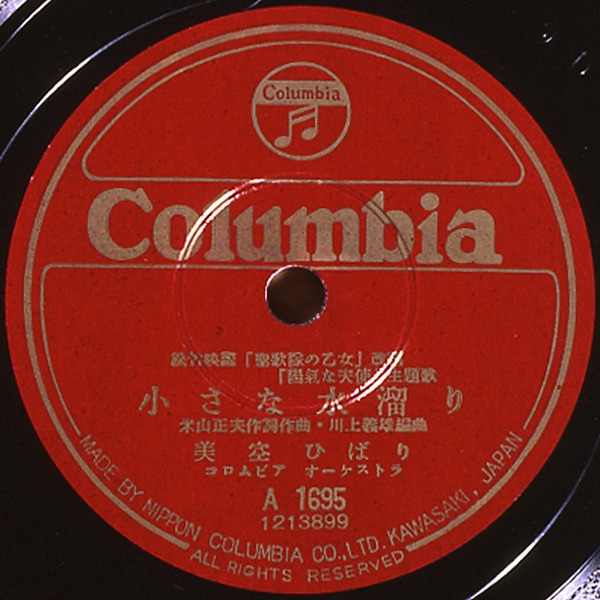 Columbia
Columbia
松竹映画「聖歌隊の乙女」改題
「陽氣な天使」主題歌
小さな水溜り
米山正夫作詞作曲・川上義雄編曲
美空ひばり
コロムビア オーケストラ
A 1695
1213899
MADE BY NIPPON COLUMBIA CO.,LTD. KAWASAKI, JAPAN
ALL RIGHTS RESERVED